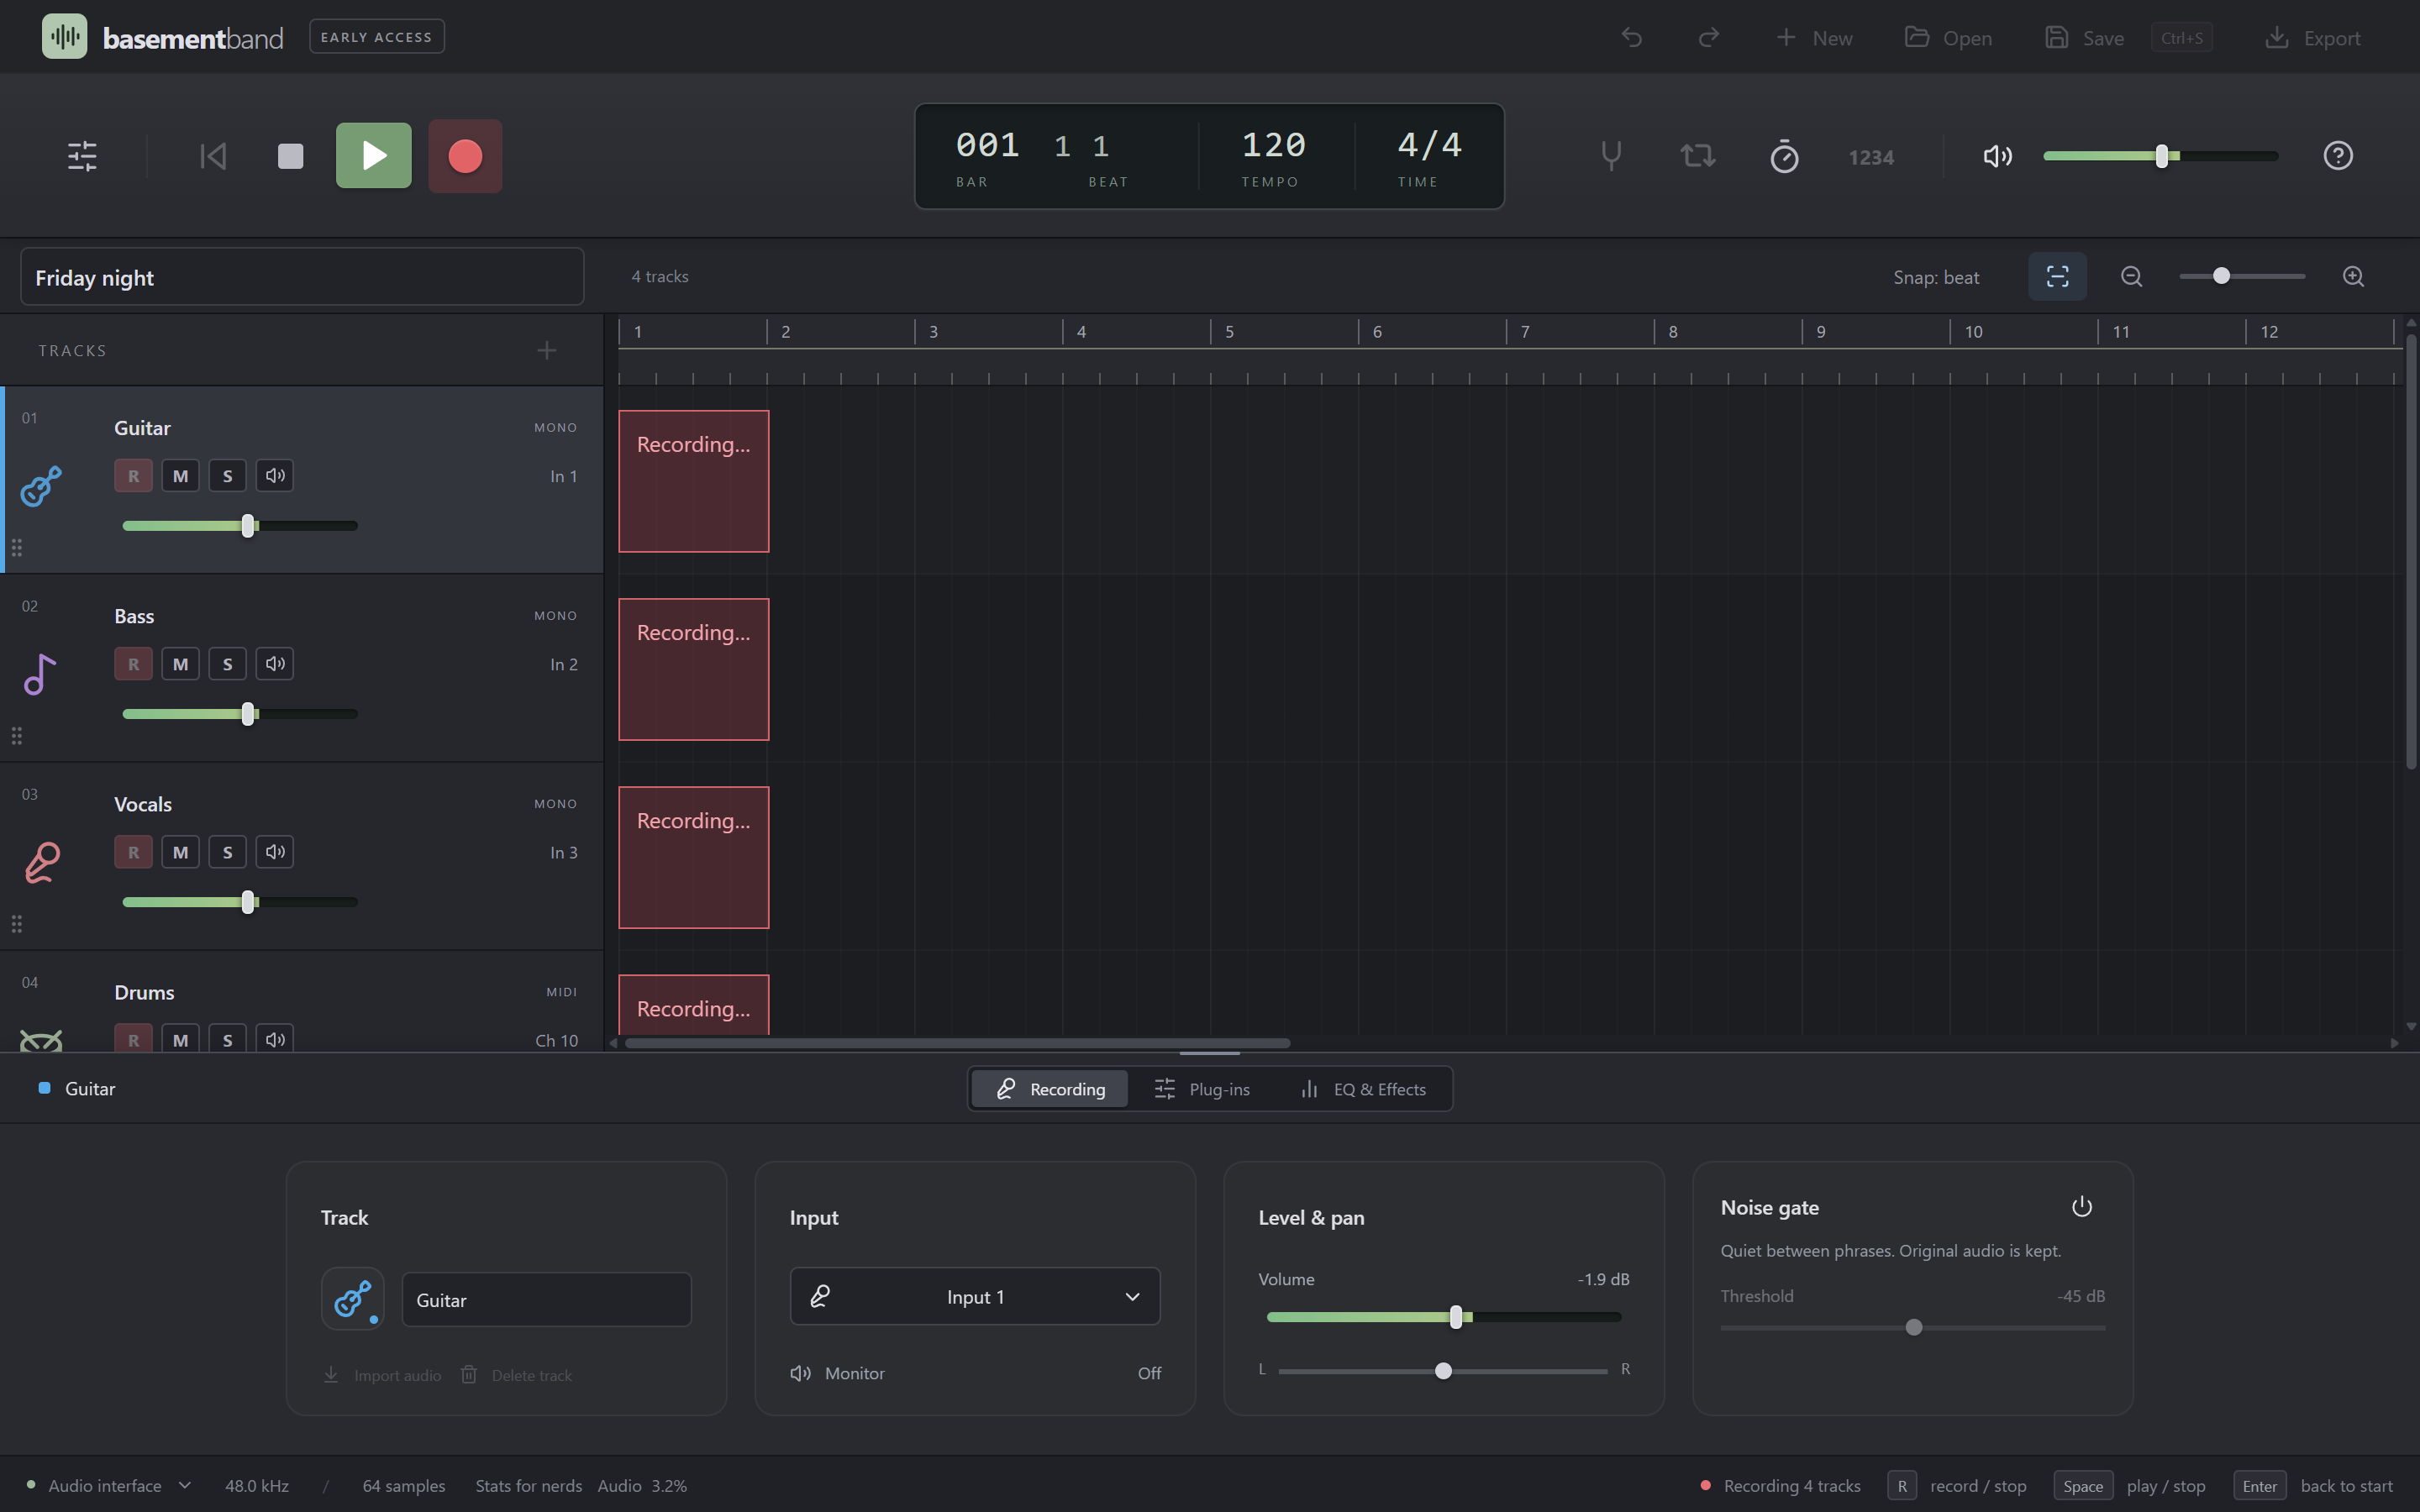 basementband EARLY ACCESS New Open Save Ctrl+S Export
001 1 1 120 4/4
BAR BEAT TEMPO TIME
1234
Friday night 4 tracks Snap: beat
TRACKS
1 2 3 4 5 6 7 8 9 10 11 12
01 Guitar MONO
R M S In 1
Recording...
02 Bass MONO
R M S In 2
Recording...
03 Vocals MONO
R M S In 3
Recording...
04 Drums MIDI
R M S Ch 10
Recording...
Guitar Recording Plug-ins EQ & Effects
Track
Guitar
Import audio Delete track
Input
Input 1
Monitor Off
Level & pan
Volume -1.9 dB
L R
Noise gate
Quiet between phrases. Original audio is kept.
Threshold -45 dB
Audio interface 48.0 kHz / 64 samples Stats for nerds Audio 3.2% Recording 4 tracks R record / stop Space play / stop Enter back to start